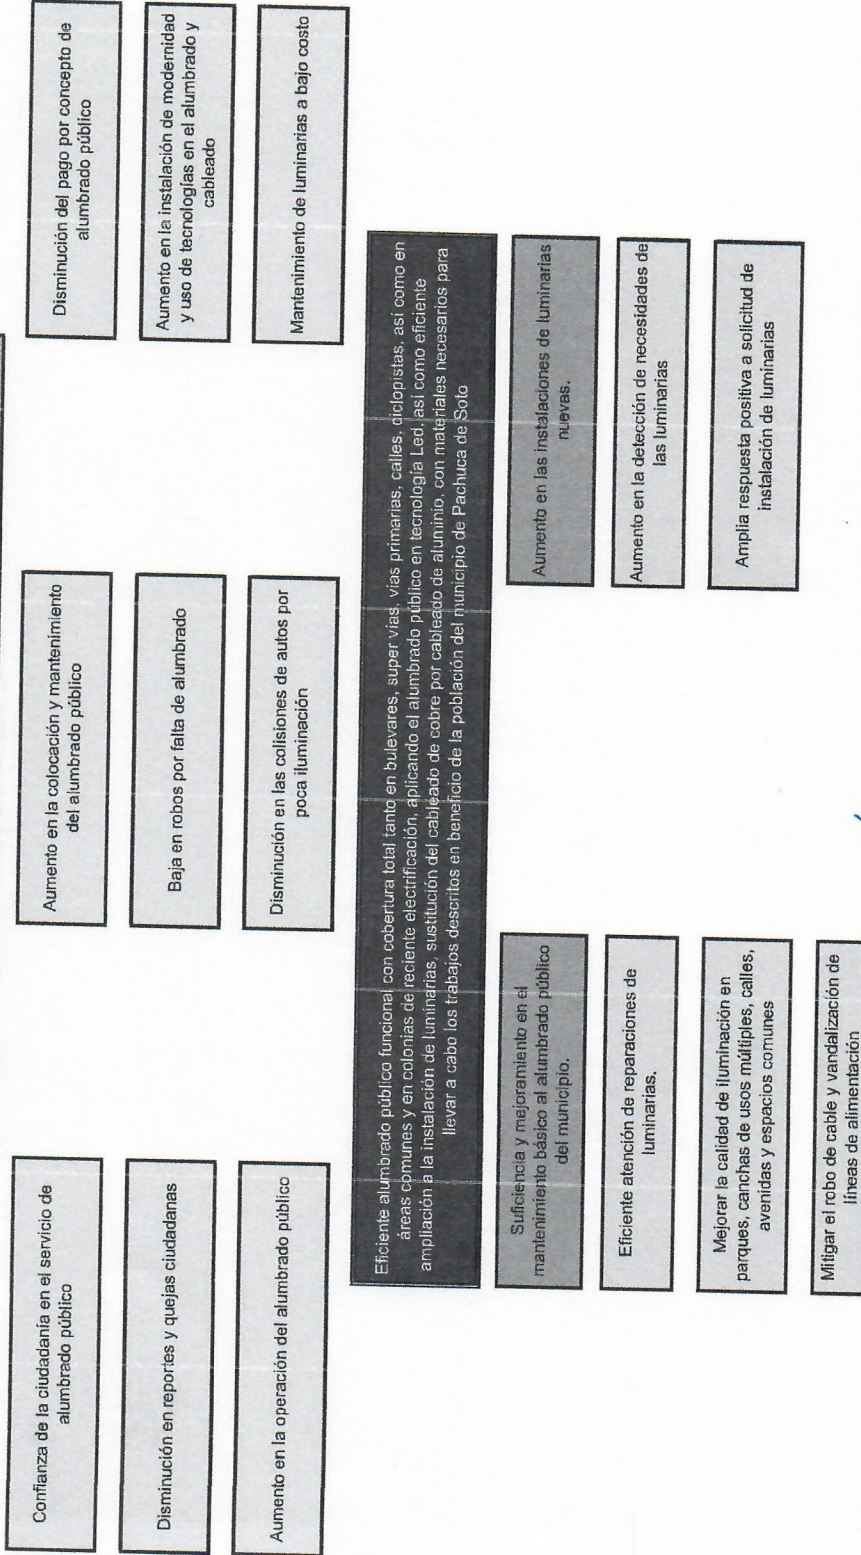 Confianza de la ciudadanía en el servicio de
alumbrado público
Disminución en reportes y quejas ciudadanas
Aumento en la operación del alumbrado público
Aumento en la colocación y mantenimiento
del alumbrado público
Baja en robos por falta de alumbrado
Disminución en las colisiones de autos por
poca iluminación
Disminución del pago por concepto de
alumbrado público
Aumento en la instalación de modernidad
y uso de tecnologías en el alumbrado y
cableado
Mantenimiento de luminarias a bajo costo
Eficiente alumbrado público funcional con cobertura total tanto en bulevares, super vías, vías primarias, calles, ciclopistas, así como en
áreas comunes y en colonias de reciente electrificación, aplicando el alumbrado público en tecnología Led, así como eficiente
ampliación a la instalación de luminarias, sustitución del cableado de cobre por cableado de aluminio, con materiales necesarios para
llevar a cabo los trabajos descritos en beneficio de la población del municipio de Pachuca de Soto
Suficiencia y mejoramiento en el
mantenimiento básico al alumbrado público
del municipio.
Eficiente atención de reparaciones de
luminarias.
Mejorar la calidad de iluminación en
parques, canchas de usos múltiples, calles,
avenidas y espacios comunes
Mitigar el robo de cable y vandalización de
líneas de alimentación
Aumento en las instalaciones de luminarias
nuevas.
Aumento en la detección de necesidades de
las luminarias
Amplia respuesta positiva a solicitud de
instalación de luminarias